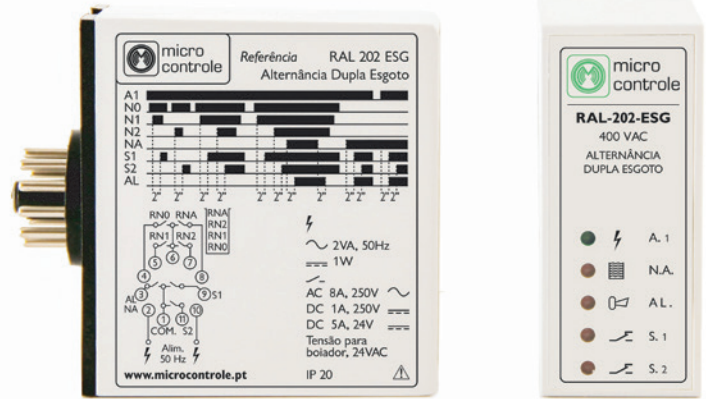 micro
controle
Referência RAL 202 ESG
Alternância Dupla Esgoto
A1
N0
N1
N2
NA
S1
S2
AL
2" 2" 2" 2" 2" 2" 2" 2" 2" 2" 2"
RN0 RNA
RN1 RN2
RNA
RN2
RN1
RN0
5 6 7
4 8
3 9 S1
AL
NA 2 1 11 10
COM. S2
Alim.
50 Hz
2VA, 50Hz
1W
AC 8A, 250V
DC 1A, 250V
DC 5A, 24V
Tensão para
boiador, 24VAC
www.microcontrole.pt IP 20
micro
controle
RAL-202-ESG
400 VAC
ALTERNÂNCIA
DUPLA ESGOTO
A. 1
N.A.
A L .
S. 1
S. 2